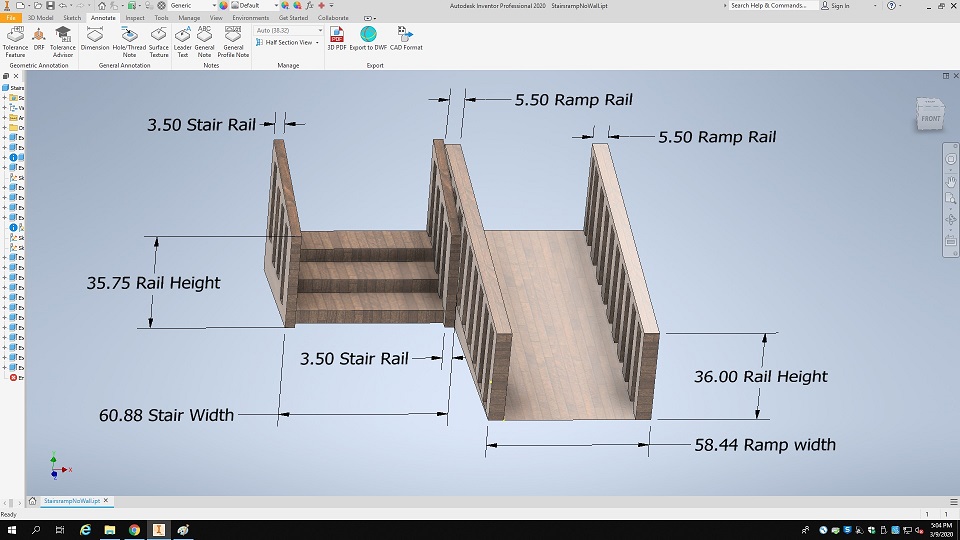 Generic
Default
Autodesk Inventor Professional 2020 StairsrampNoWall.ipt
Search Help & Commands...
Sign In
File 3D Model Sketch Annotate Inspect Tools Manage View Environments Get Started Collaborate
Tolerance Feature
DRF
Tolerance Advisor
Dimension
Hole/Thread Note
Surface Texture
Leader Text
General Note
General Profile Note
Auto (38.32)
Half Section View
3D PDF
Export to DWF
CAD Format
Geometric Annotation
General Annotation
Notes
Manage
Export
FRONT
5.50 Ramp Rail
3.50 Stair Rail
5.50 Ramp Rail
35.75 Rail Height
3.50 Stair Rail
36.00 Rail Height
60.88 Stair Width
58.44 Ramp width
StairsrampNoWall.ipt
Ready
1 1
5:04 PM
3/9/2020